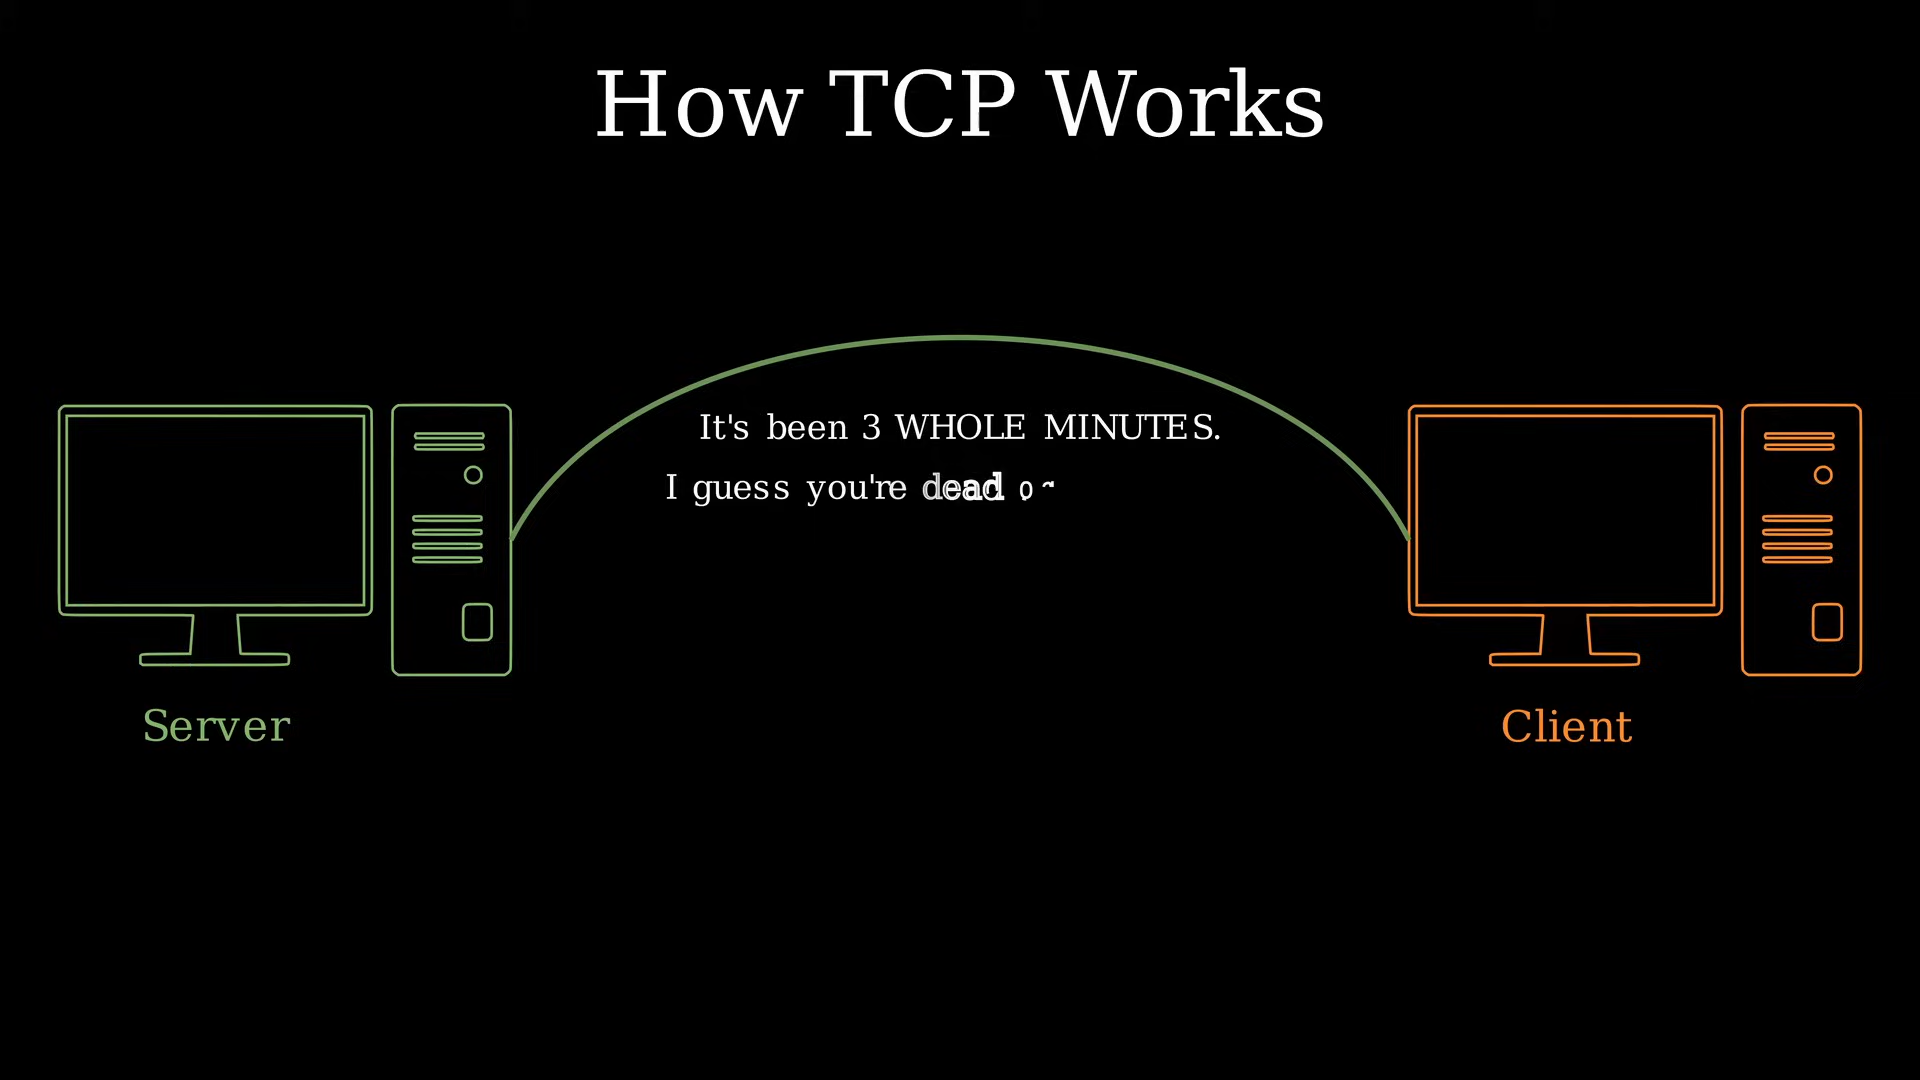 How TCP Works
It's been 3 WHOLE MINUTES.
I guess you're dead
Server
Client